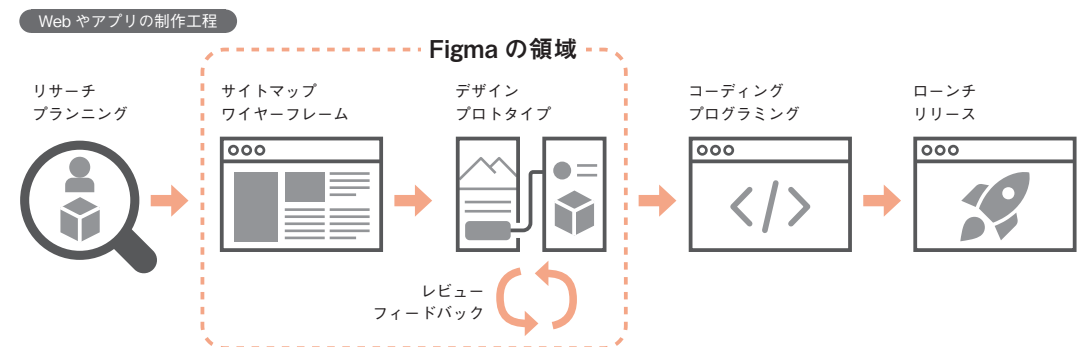 Web やアプリの制作工程
Figma の領域
リサーチ
プランニング
サイトマップ
ワイヤーフレーム
デザイン
プロトタイプ
コーディング
プログラミング
ローンチ
リリース
レビュー
フィードバック